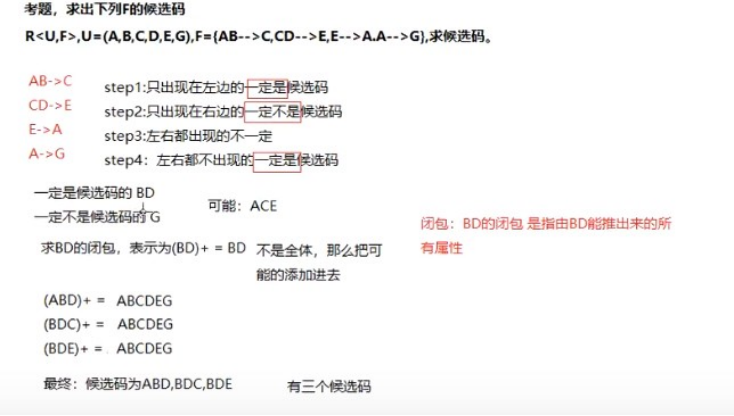 考题，求出下列F的候选码
R<U,F>,U=(A,B,C,D,E,G),F={AB-->C,CD-->E,E-->A.A-->G},求候选码。
AB->C
CD->E
E->A
A->G
step1:只出现在左边的一定是候选码
step2:只出现在右边的一定不是候选码
step3:左右都出现的不一定
step4：左右都不出现的一定是候选码
一定是候选码的 BD
一定不是候选码的 G
可能：ACE
求BD的闭包，表示为(BD)+ = BD
不是全体，那么把可
能的添加进去
闭包：BD的闭包 是指由BD能推出来的所
有属性
(ABD)+ = ABCDEG
(BDC)+ = ABCDEG
(BDE)+ = ABCDEG
最终：候选码为ABD,BDC,BDE
有三个候选码